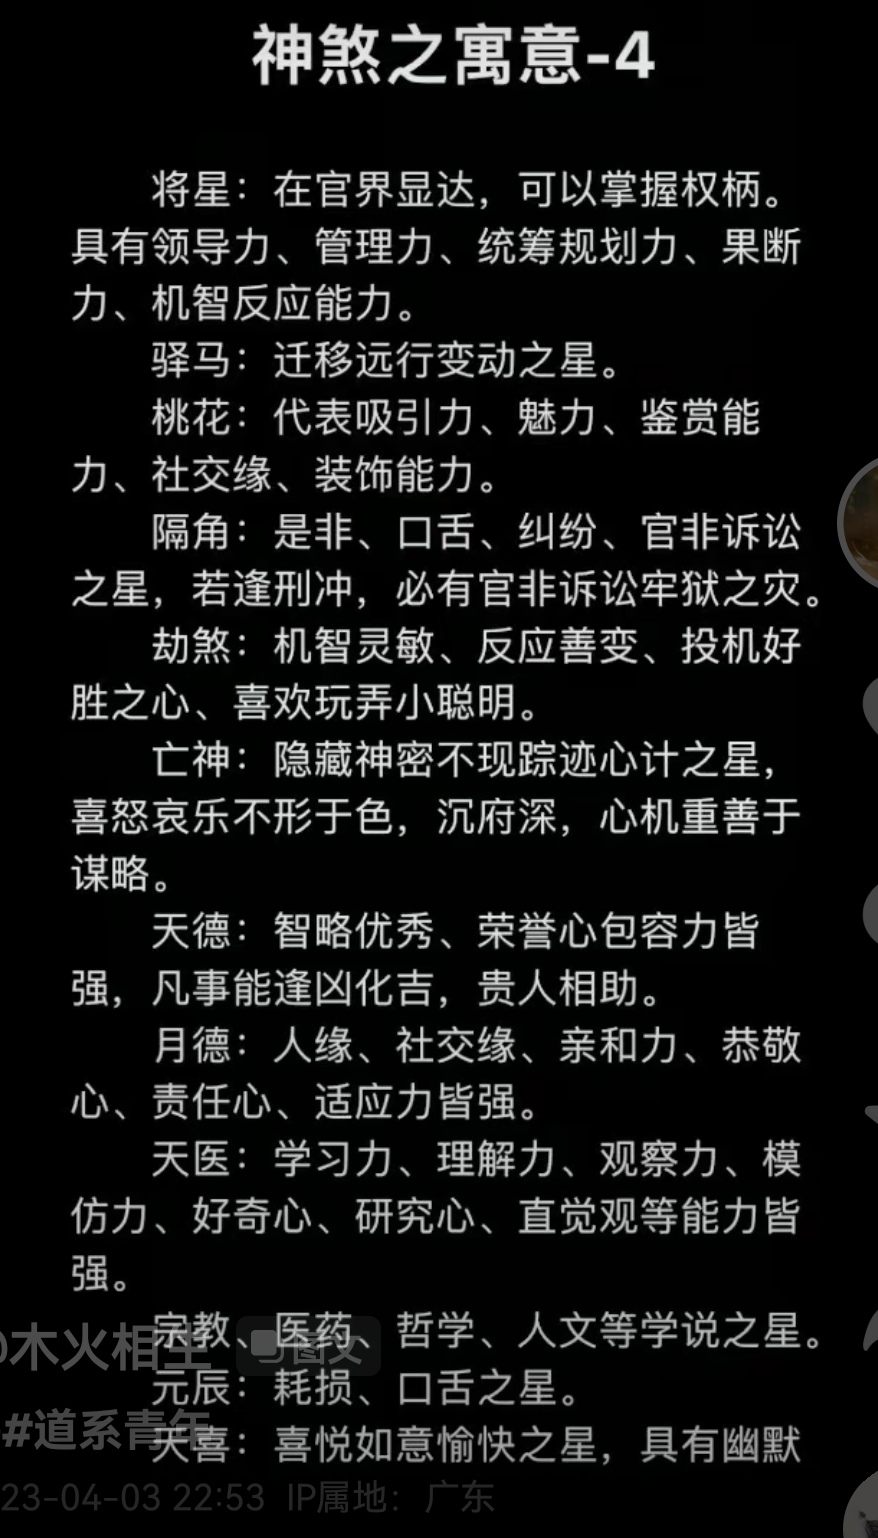 神煞之寓意-4
将星：在官界显达，可以掌握权柄。
具有领导力、管理力、统筹规划力、果断
力、机智反应能力。
驿马：迁移远行变动之星。
桃花：代表吸引力、魅力、鉴赏能
力、社交缘、装饰能力。
隔角：是非、口舌、纠纷、官非诉讼
之星，若逢刑冲，必有官非诉讼牢狱之灾。
劫煞：机智灵敏、反应善变、投机好
胜之心、喜欢玩弄小聪明。
亡神：隐藏神密不现踪迹心计之星，
喜怒哀乐不形于色，沉府深，心机重善于
谋略。
天德：智略优秀、荣誉心包容力皆
强，凡事能逢凶化吉，贵人相助。
月德：人缘、社交缘、亲和力、恭敬
心、责任心、适应力皆强。
天医：学习力、理解力、观察力、模
仿力、好奇心、研究心、直觉观等能力皆
强。
宗教、医药、哲学、人文等学说之星。
@木火相生 图文
元辰：耗损、口舌之星。
#道系青年
天喜：喜悦如意愉快之星，具有幽默
23-04-03 22:53 IP属地：广东